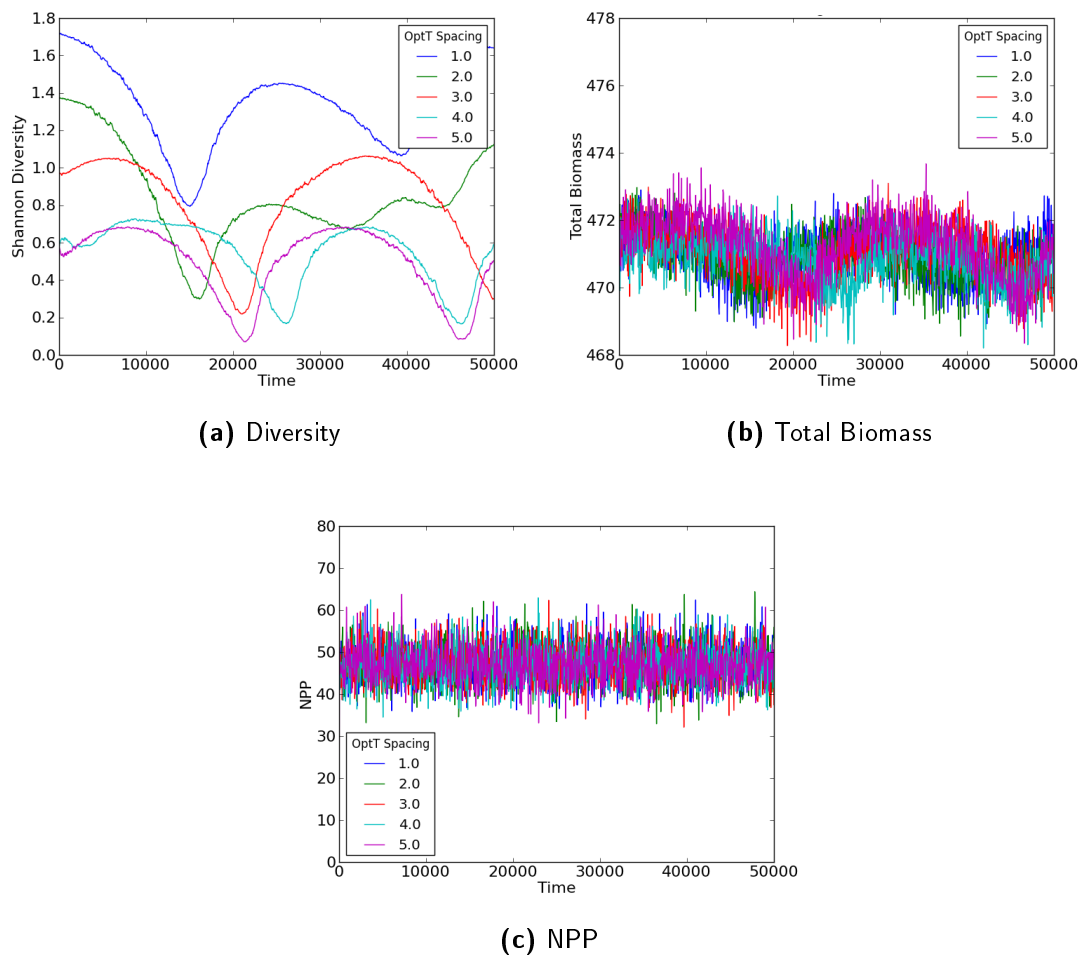 1.8
1.6
1.4
1.2
1.0
0.8
0.6
0.4
0.2
0.0
Shannon Diversity
0 10000 20000 30000 40000 50000
Time
OptT Spacing
1.0
2.0
3.0
4.0
5.0
(a) Diversity
478
476
474
472
470
468
Total Biomass
0 10000 20000 30000 40000 50000
Time
OptT Spacing
1.0
2.0
3.0
4.0
5.0
(b) Total Biomass
80
70
60
50
40
30
20
10
0
NPP
0 10000 20000 30000 40000 50000
Time
OptT Spacing
1.0
2.0
3.0
4.0
5.0
(c) NPP